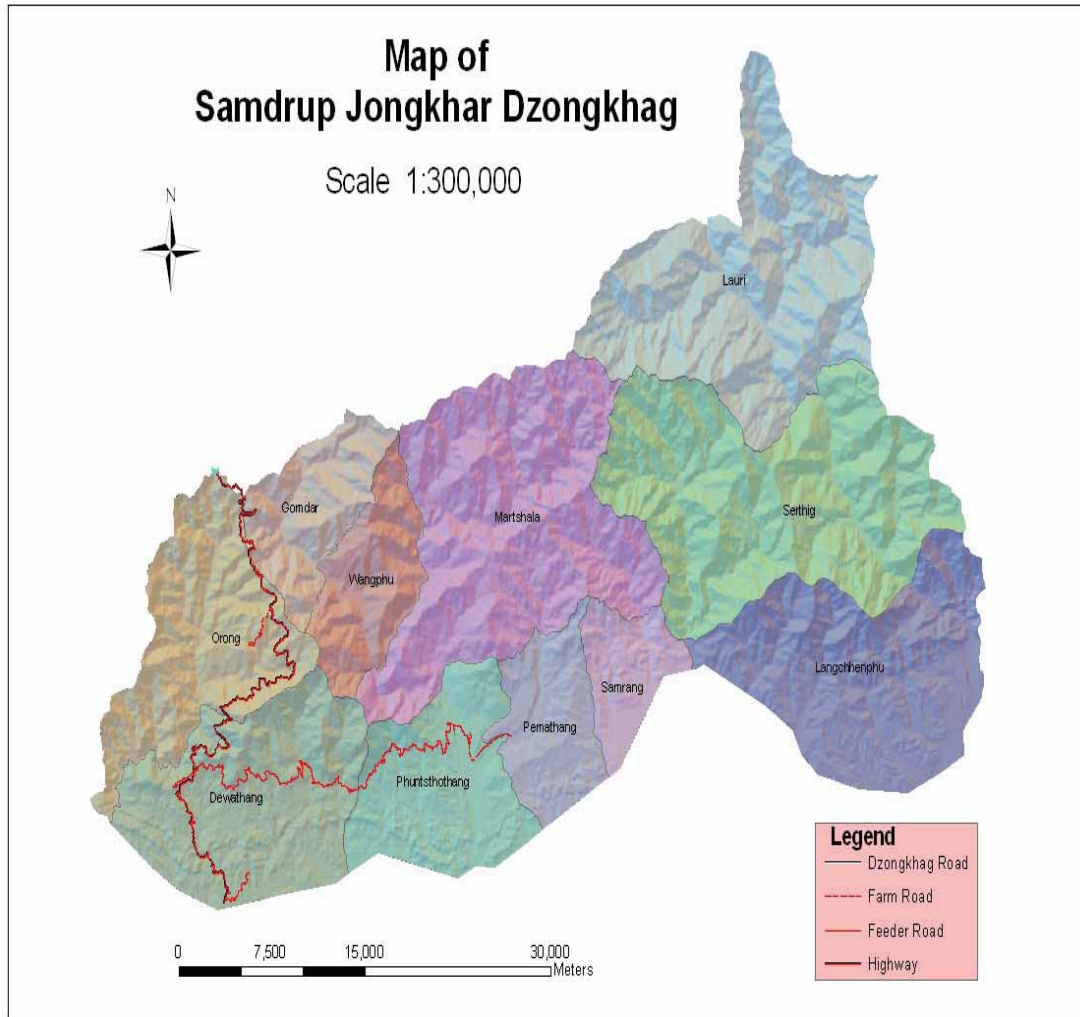 Map of
Samdrup Jongkhar Dzongkhag
Scale 1:300,000
N
Lauri
Gomdar
Martshala
Serthig
Wangphu
Orong
Langchhenphu
Samrang
Pemathang
Phuntsthothang
Dewathang
Legend
Dzongkhag Road
Farm Road
Feeder Road
Highway
0 7,500 15,000 30,000
Meters